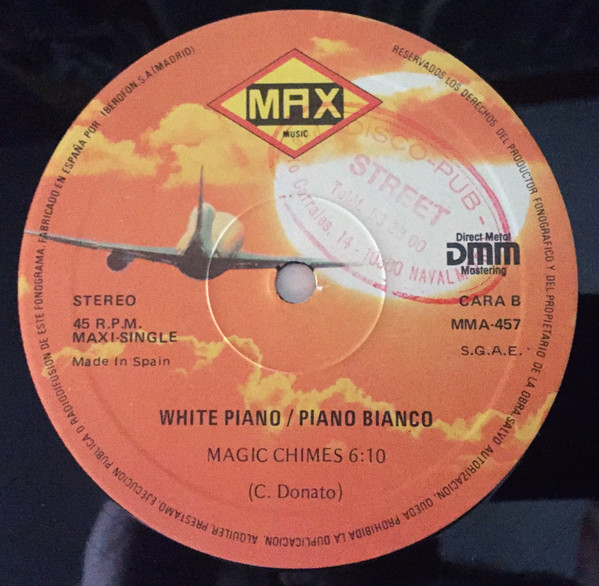 MAX
MUSIC
DISCO-PUB -
STREET
14 -
NAVALM
Direct Metal
DMM
Mastering
STEREO
CARA B
45 R.P.M.
MMA-457
MAXI-SINGLE
Made In Spain
S.G.A.E.
WHITE PIANO / PIANO BIANCO
MAGIC CHIMES 6:10
(C. Donato)
RESERVADOS LOS DERECHOS DEL PRODUCTOR FONOGRAFICO Y DEL PROPIETARIO DE LA OBRA, SALVO AUTORIZACION, QUEDA PROHIBIDA LA DUPLICACION, ALQUILER, PRESTAMO, EJECUCION PUBLICA O RADIODIFUSION DE ESTE FONOGRAMA. FABRICADO EN ESPAÑA POR IBEROFON, S.A (MADRID)